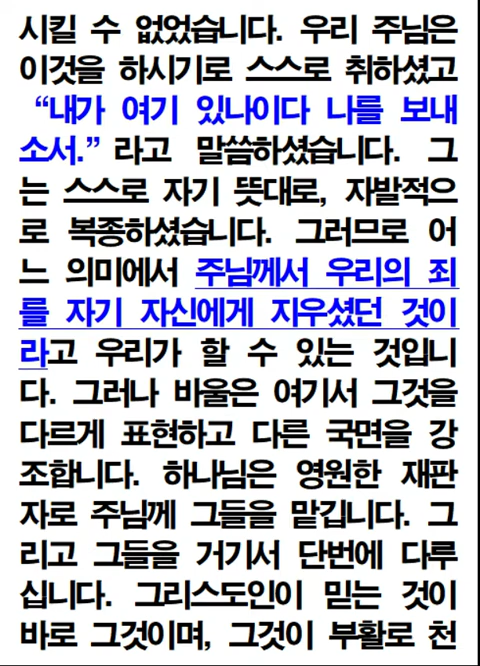 시킬 수 없었습니다. 우리 주님은
이것을 하시기로 스스로 취하셨고
“내가 여기 있나이다 나를 보내
소서.” 라고 말씀하셨습니다. 그
는 스스로 자기 뜻대로, 자발적으
로 복종하셨습니다. 그러므로 어
느 의미에서 주님께서 우리의 죄
를 자기 자신에게 지우셨던 것이
라고 우리가 할 수 있는 것입니
다. 그러나 바울은 여기서 그것을
다르게 표현하고 다른 국면을 강
조합니다. 하나님은 영원한 재판
자로 주님께 그들을 맡깁니다. 그
리고 그들을 거기서 단번에 다루
십니다. 그리스도인이 믿는 것이
바로 그것이며, 그것이 부활로 천